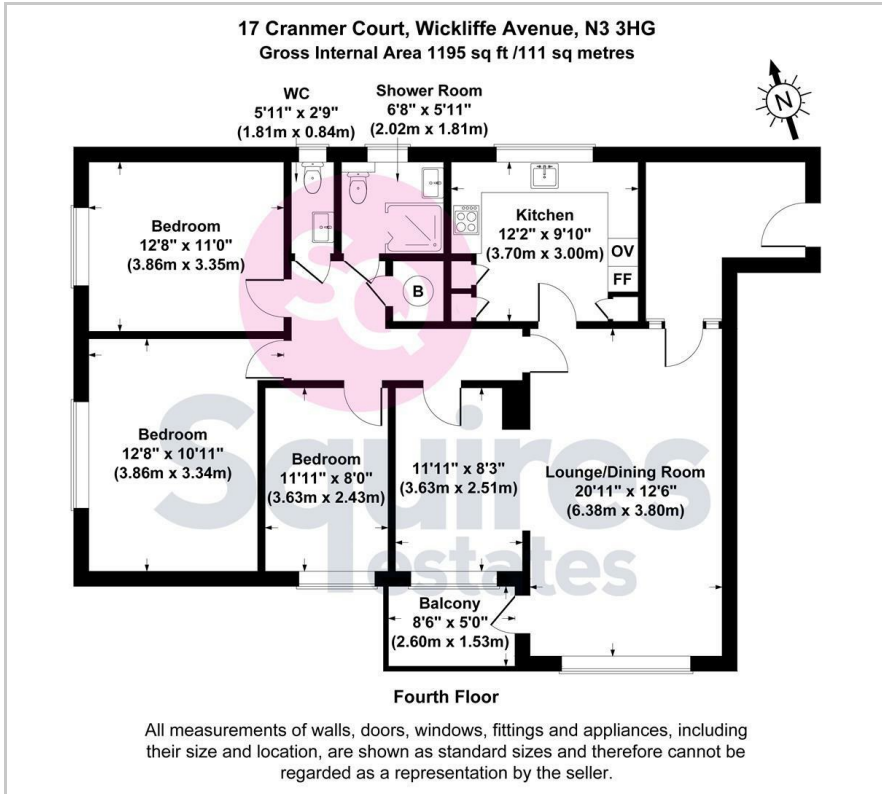 17 Cranmer Court, Wickliffe Avenue, N3 3HG
Gross Internal Area 1195 sq ft /111 sq metres
N
WC
5'11" x 2'9"
(1.81m x 0.84m)
Shower Room
6'8" x 5'11"
(2.02m x 1.81m)
Bedroom
12'8" x 11'0"
(3.86m x 3.35m)
Kitchen
12'2" x 9'10"
(3.70m x 3.00m)
OV
FF
B
SQ
Squires
estates
Bedroom
12'8" x 10'11"
(3.86m x 3.34m)
Bedroom
11'11" x 8'0"
(3.63m x 2.43m)
11'11" x 8'3"
(3.63m x 2.51m)
Lounge/Dining Room
20'11" x 12'6"
(6.38m x 3.80m)
Balcony
8'6" x 5'0"
(2.60m x 1.53m)
Fourth Floor
All measurements of walls, doors, windows, fittings and appliances, including
their size and location, are shown as standard sizes and therefore cannot be
regarded as a representation by the seller.